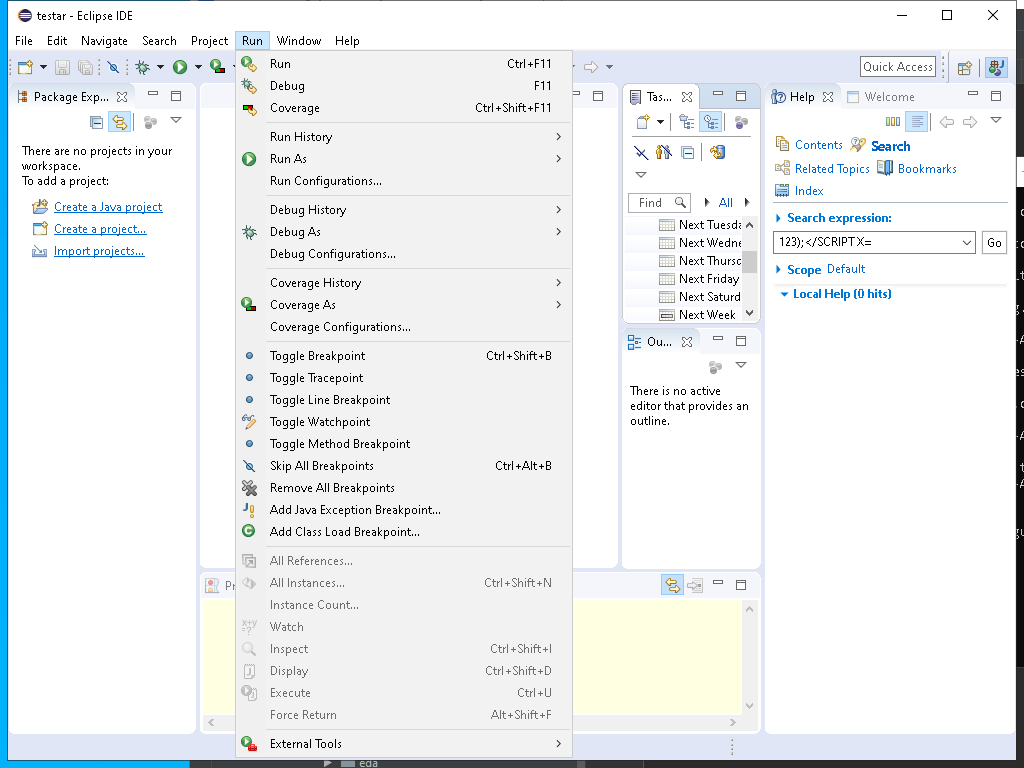 testar - Eclipse IDE
File Edit Navigate Search Project Run Window Help
Quick Access
Package Exp...
There are no projects in your
workspace.
To add a project:
Create a Java project
Create a project...
Import projects...
Run Ctrl+F11
Debug F11
Coverage Ctrl+Shift+F11
Run History
Run As
Run Configurations...
Debug History
Debug As
Debug Configurations...
Coverage History
Coverage As
Coverage Configurations...
Toggle Breakpoint Ctrl+Shift+B
Toggle Tracepoint
Toggle Line Breakpoint
Toggle Watchpoint
Toggle Method Breakpoint
Skip All Breakpoints Ctrl+Alt+B
Remove All Breakpoints
Add Java Exception Breakpoint...
Add Class Load Breakpoint...
All References...
All Instances... Ctrl+Shift+N
Instance Count...
Watch
Inspect Ctrl+Shift+I
Display Ctrl+Shift+D
Execute Ctrl+U
Force Return Alt+Shift+F
External Tools
Pr
Tas...
Find All
Next Tuesda
Next Wedne
Next Thursd
Next Friday
Next Saturd
Next Week
Ou...
There is no active
editor that provides an
outline.
Help Welcome
Contents Search
Related Topics Bookmarks
Index
Search expression:
123);</SCRIPT X= Go
Scope Default
Local Help (0 hits)
eda